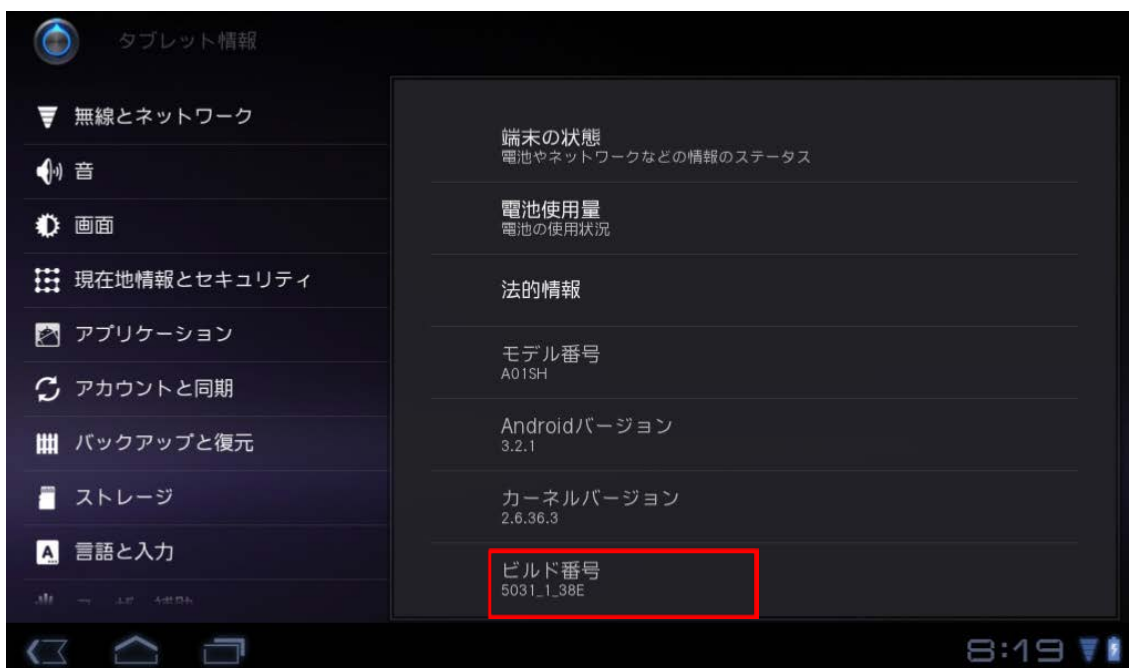 タブレット情報
無線とネットワーク
音
画面
現在地情報とセキュリティ
アプリケーション
アカウントと同期
バックアップと復元
ストレージ
言語と入力
端末の状態
電池やネットワークなどの情報のステータス
電池使用量
電池の使用状況
法的情報
モデル番号
A01SH
Androidバージョン
3.2.1
カーネルバージョン
2.6.36.3
ビルド番号
5031_1_38E
8:19